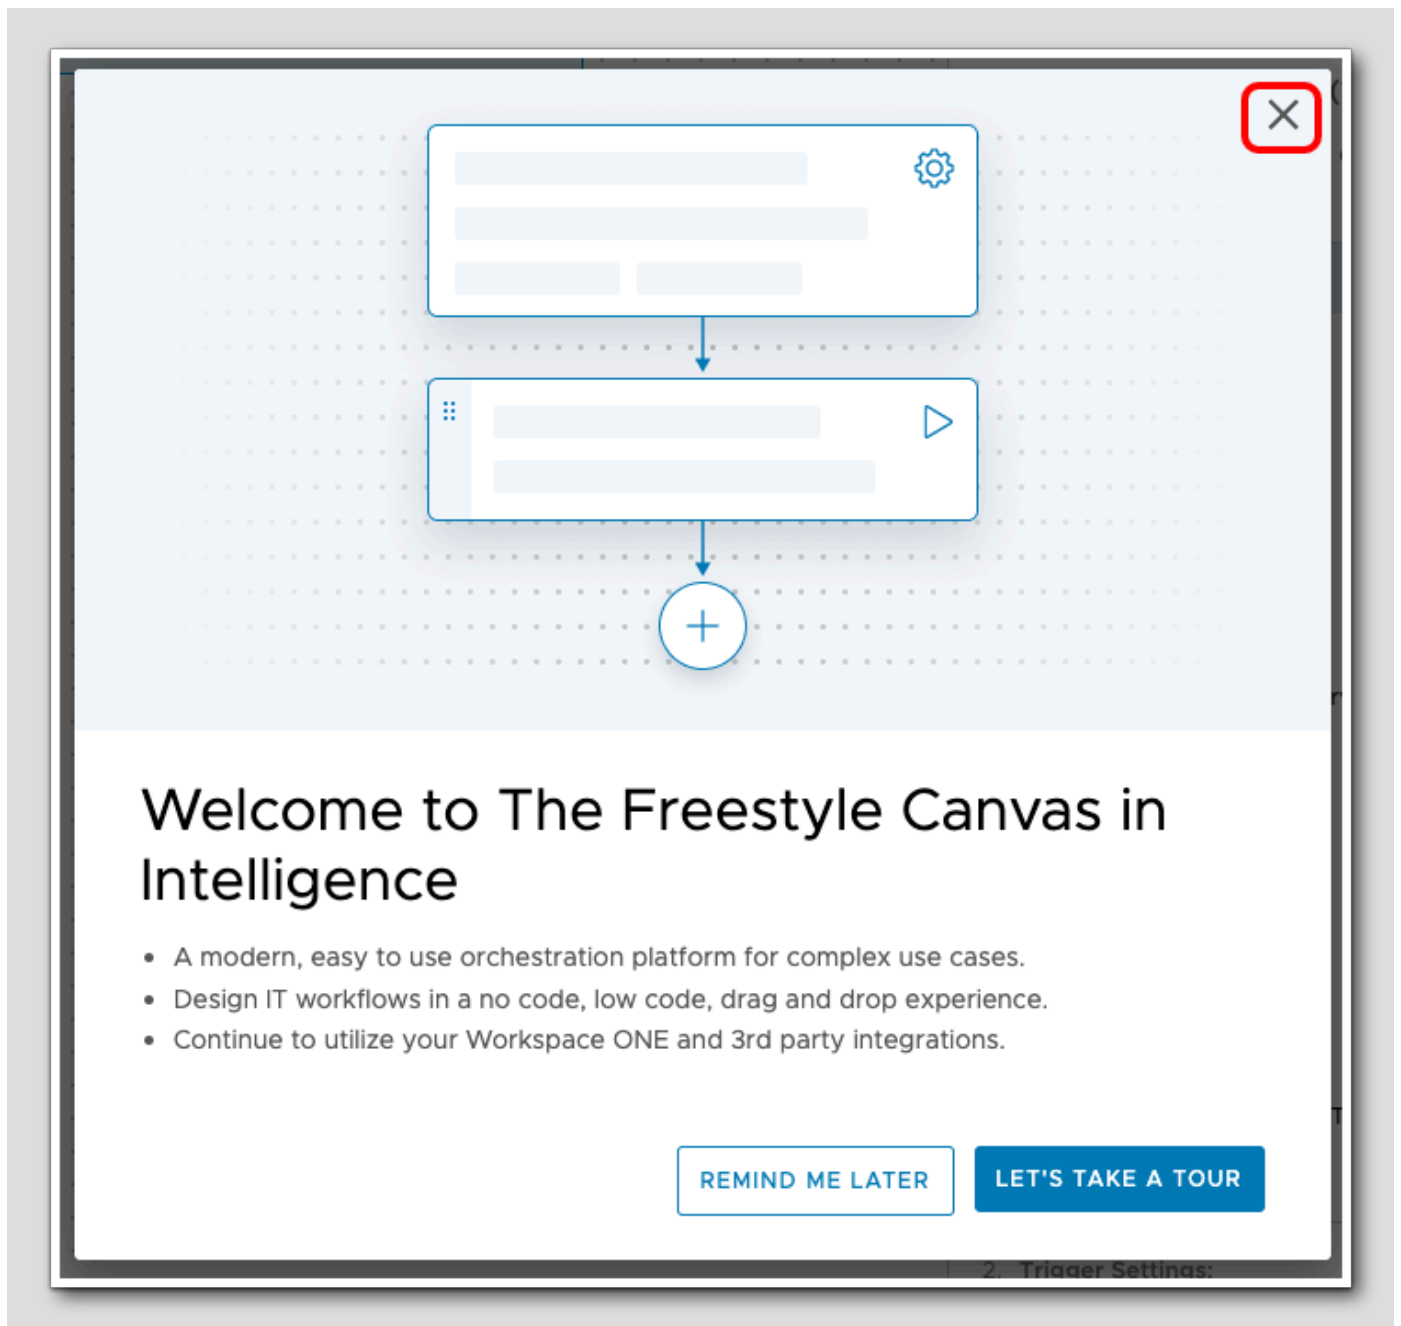 Welcome to The Freestyle Canvas in
Intelligence
• A modern, easy to use orchestration platform for complex use cases.
• Design IT workflows in a no code, low code, drag and drop experience.
• Continue to utilize your Workspace ONE and 3rd party integrations.
REMIND ME LATER
LET'S TAKE A TOUR
2. Trigger Settings: